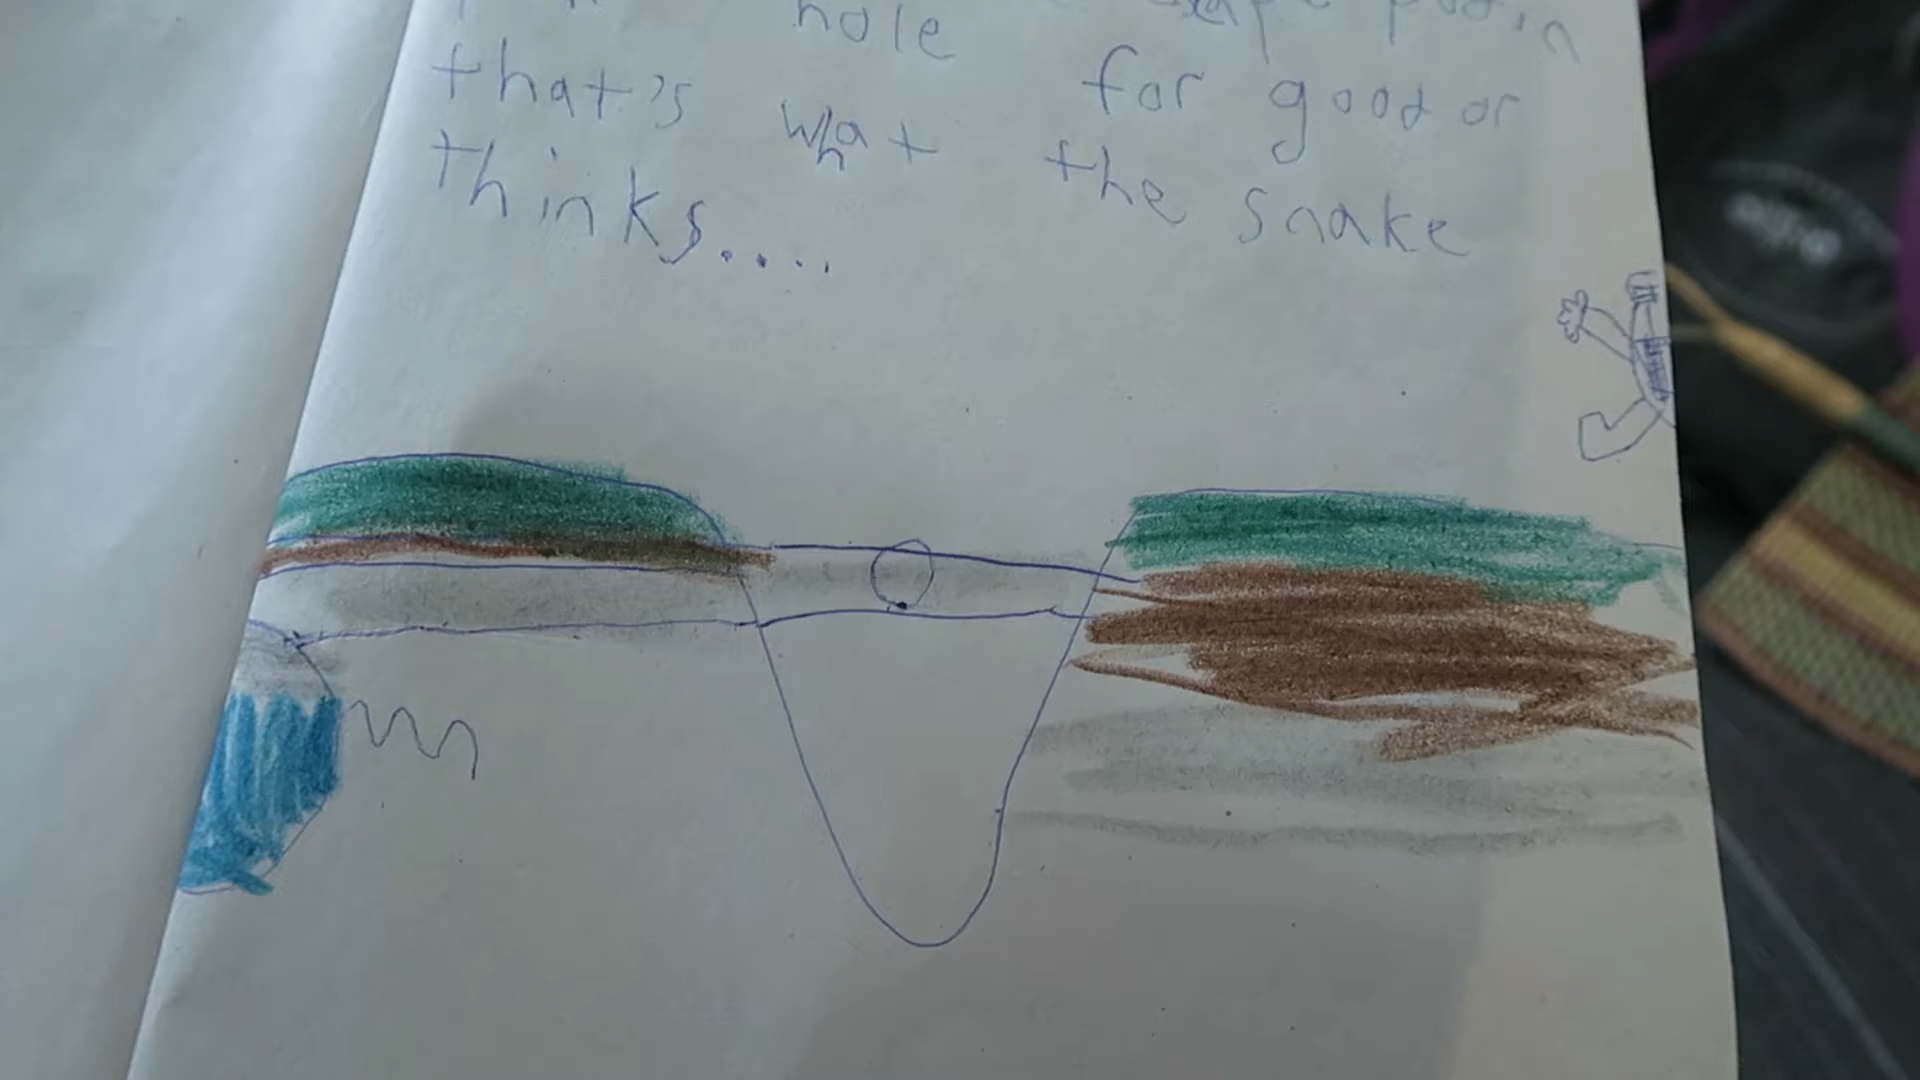 hole
that's what for good or
thinks.... the snake